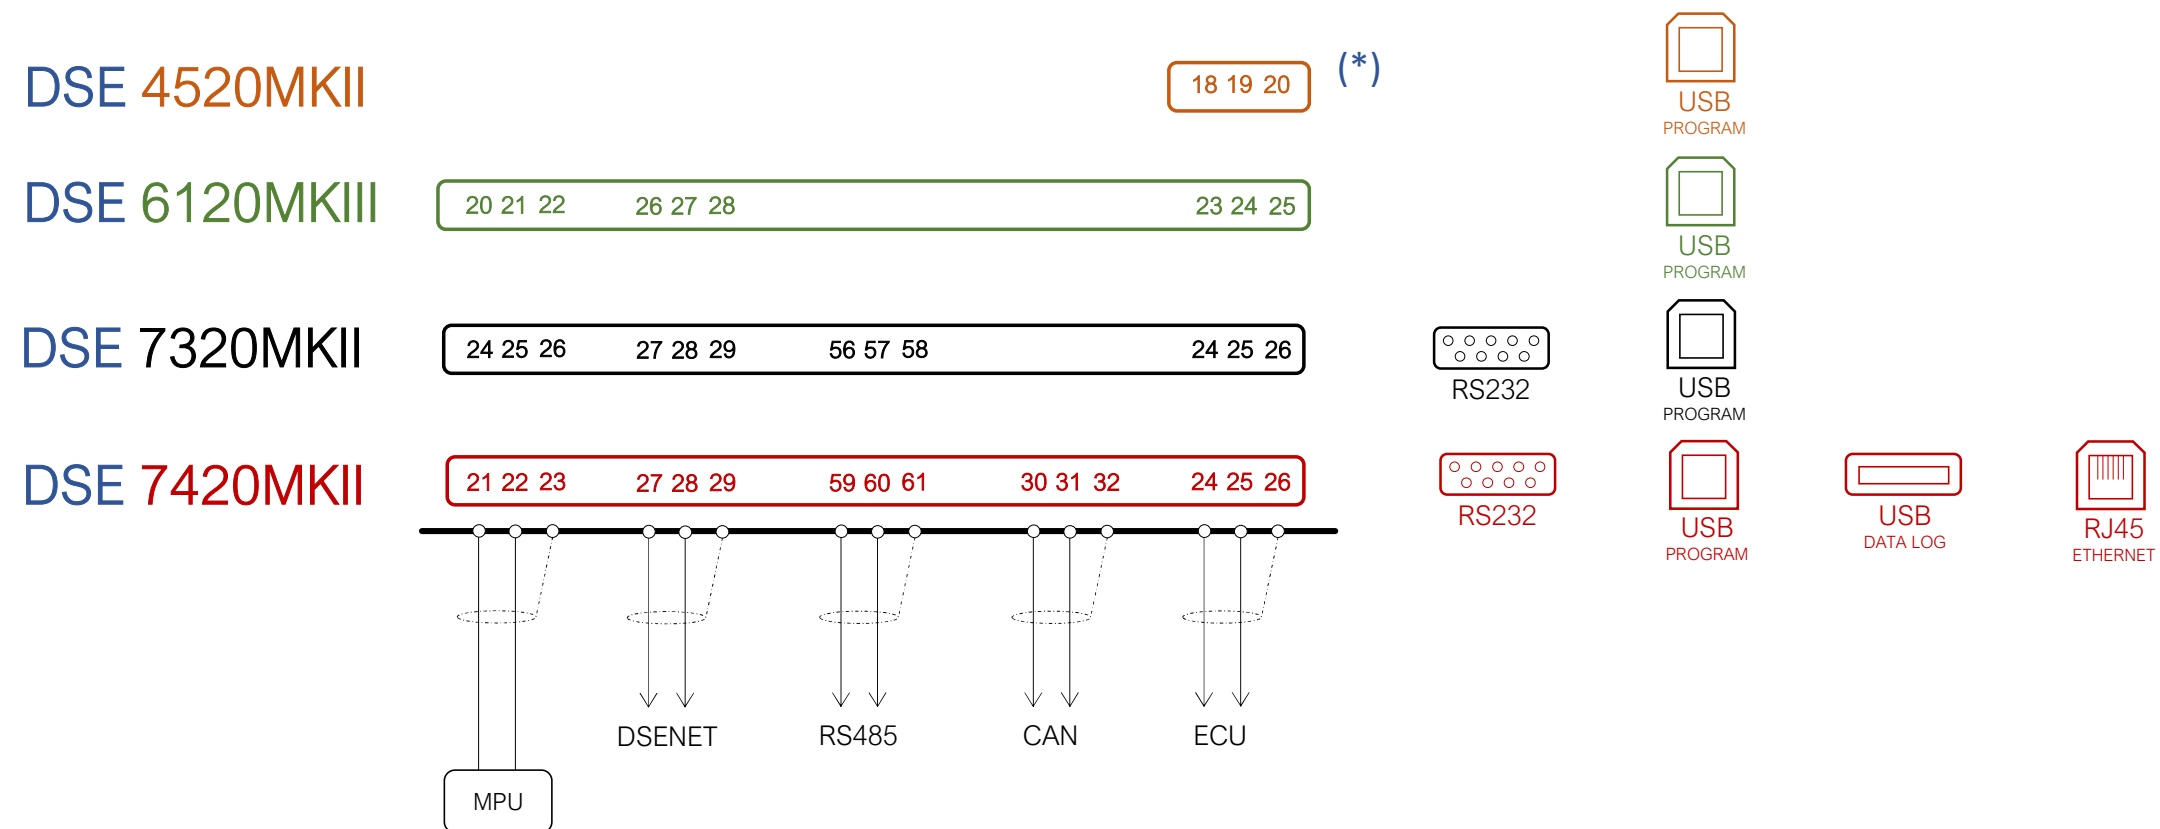 DSE 4520MKII 18 19 20 (*)
USB
PROGRAM
DSE 6120MKIII 20 21 22 26 27 28 23 24 25
USB
PROGRAM
DSE 7320MKII 24 25 26 27 28 29 56 57 58 24 25 26
RS232
USB
PROGRAM
DSE 7420MKII 21 22 23 27 28 29 59 60 61 30 31 32 24 25 26
RS232
USB
PROGRAM
USB
DATA LOG
RJ45
ETHERNET
DSENET RS485 CAN ECU
MPU